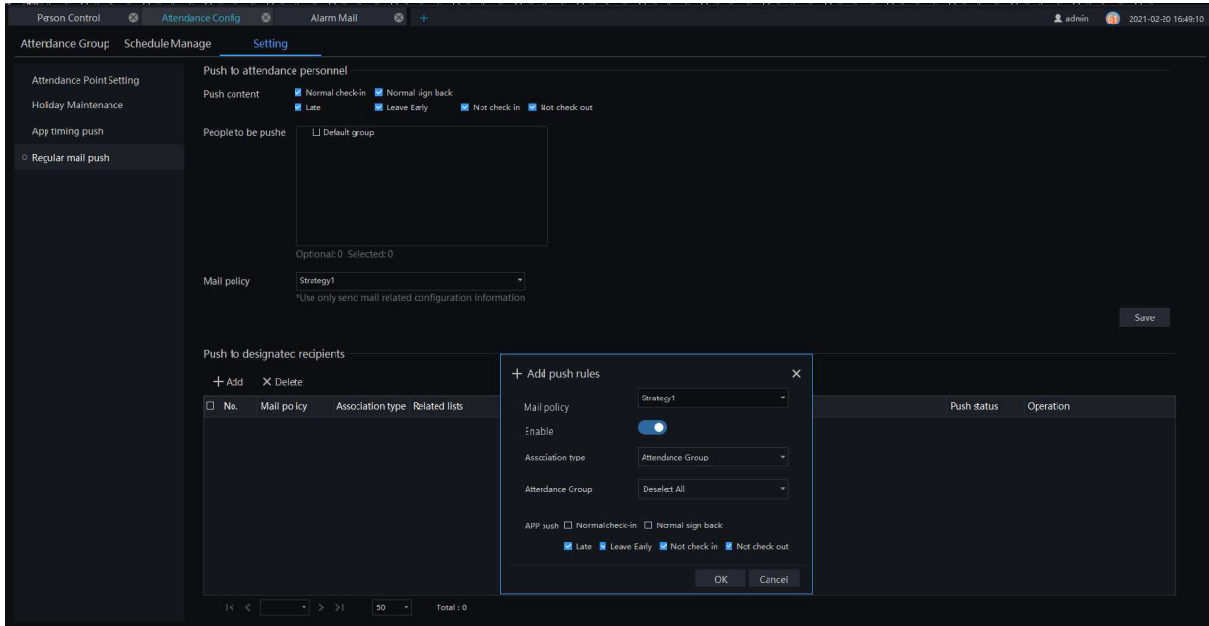 Person Control Attendance Config Alarm Mail + admin 61 2021-02-20 16:49:10
Attendance Group Schedule Manage Setting
Attendance Point Setting
Holiday Maintenance
App timing push
Regular mail push
Push to attendance personnel
Push content Normal check-in Normal sign back
Late Leave Early Not check in Not check out
People to be pushe Default group
Optional: 0 Selected: 0
Mail policy Strategy1
*Use only send mail related configuration information
Save
Push to designated recipients
+ Add X Delete
No. Mail policy Association type Related lists Push status Operation
+ Add push rules
Mail policy Strategy1
Enable
Association type Attendance Group
Attendance Group Deselect All
APP push Normal check-in Normal sign back
Late Leave Early Not check in Not check out
OK Cancel
50 Total : 0